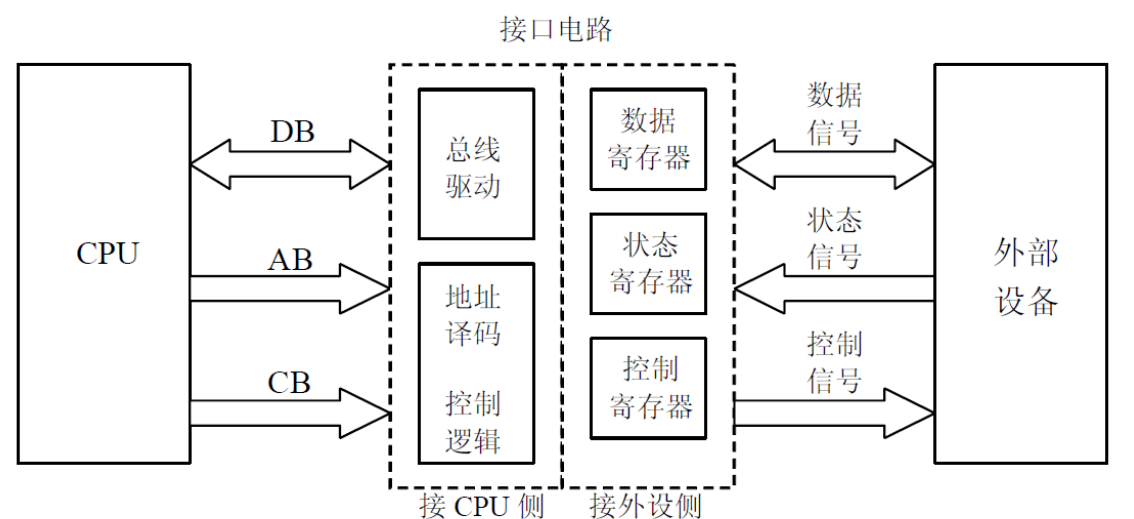 接口电路
CPU
DB
AB
CB
总线
驱动
地址
译码
控制
逻辑
接 CPU 侧
数据
寄存器
状态
寄存器
控制
寄存器
接外设侧
数据
信号
状态
信号
控制
信号
外部
设备